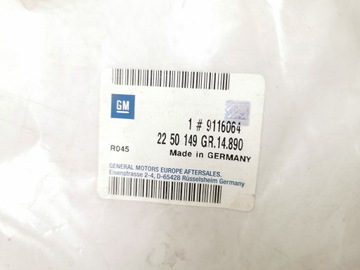 GM
1 # 9116064
22 50 149 GR.14.890
R045 Made in GERMANY
GENERAL MOTORS EUROPE AFTERSALES.
Eisenstrasse 2-4, D-65428 Rüsselsheim Germany